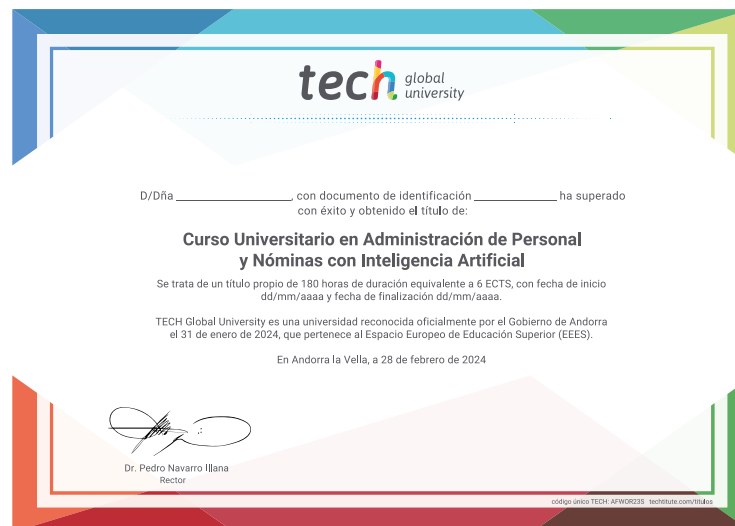 tech global university
D/Dña ______________________, con documento de identificación ________________ ha superado
con éxito y obtenido el título de:
Curso Universitario en Administración de Personal
y Nóminas con Inteligencia Artificial
Se trata de un título propio de 180 horas de duración equivalente a 6 ECTS, con fecha de inicio
dd/mm/aaaa y fecha de finalización dd/mm/aaaa.
TECH Global University es una universidad reconocida oficialmente por el Gobierno de Andorra
el 31 de enero de 2024, que pertenece al Espacio Europeo de Educación Superior (EEES).
En Andorra la Vella, a 28 de febrero de 2024
Dr. Pedro Navarro Illana
Rector
código único TECH: AFWOR235 techtitute.com/titulos